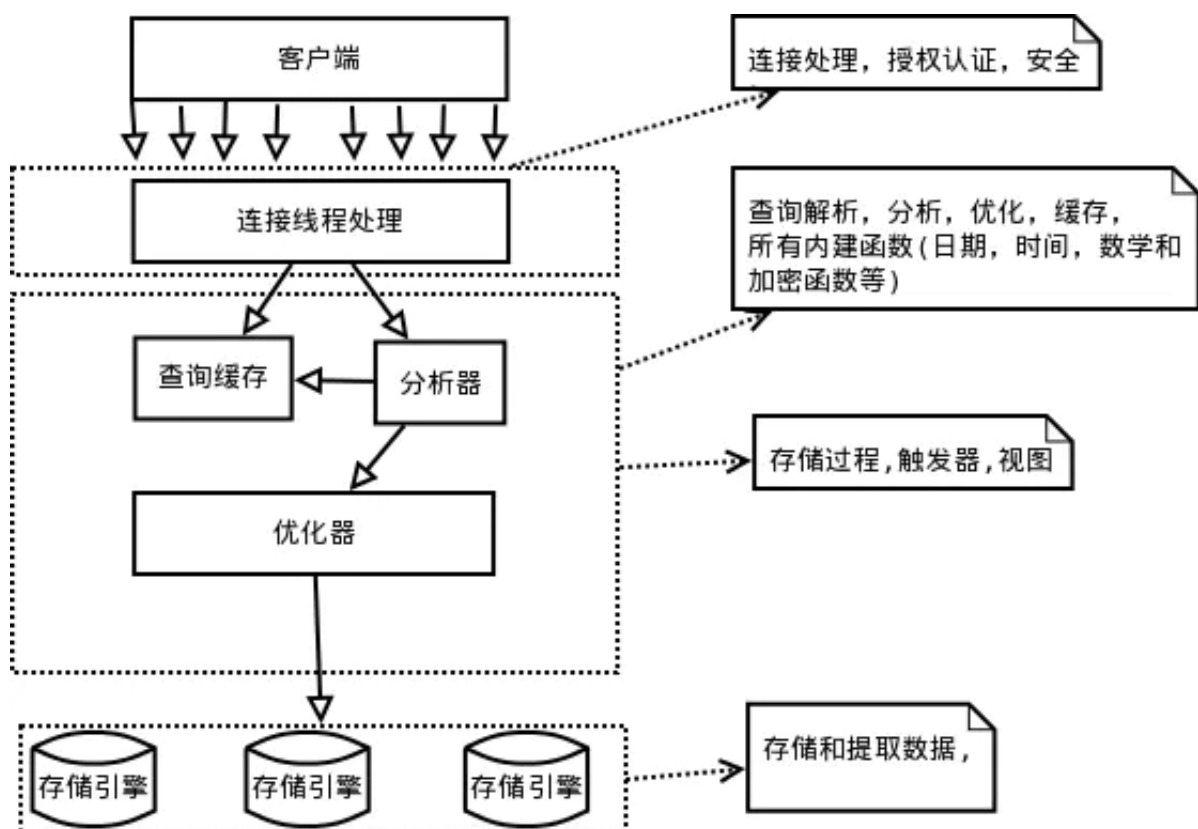 客户端
连接处理，授权认证，安全
连接线程处理
查询解析，分析，优化，缓存，
所有内建函数(日期，时间，数学和
加密函数等)
查询缓存
分析器
存储过程,触发器,视图
优化器
存储和提取数据,
存储引擎
存储引擎
存储引擎